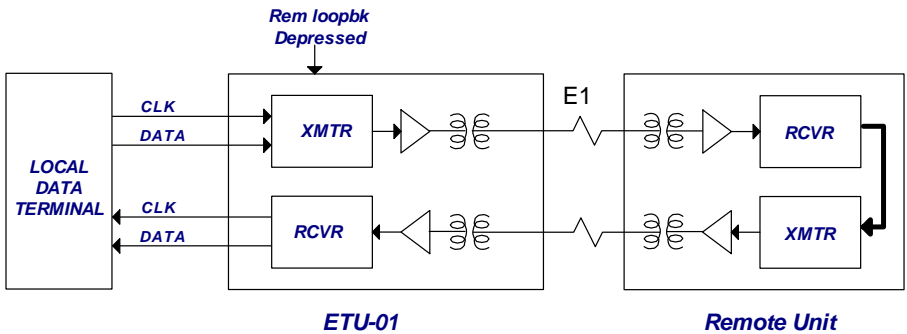 Rem loopbk
Depressed
E1
CLK
DATA
XMTR
RCVR
LOCAL
DATA
TERMINAL
CLK
DATA
RCVR
XMTR
ETU-01
Remote Unit